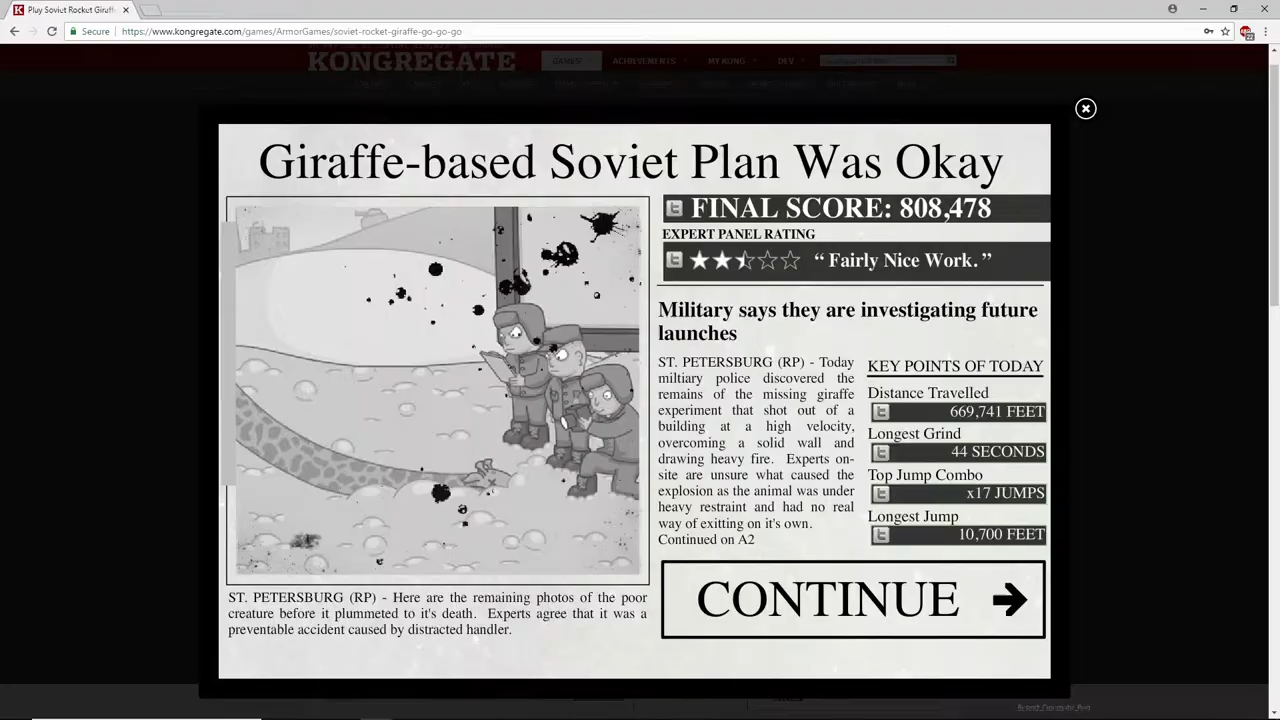 Play Soviet Rocket Giraff
Secure
https://www.kongregate.com/games/ArmorGames/soviet-rocket-giraffe-go-go-go
KONGREGATE
GAMES
ACHIEVEMENTS
MY KONG
DEV
Giraffe-based Soviet Plan Was Okay
FINAL SCORE: 808,478
EXPERT PANEL RATING
“ Fairly Nice Work. ”
Military says they are investigating future
launches
ST. PETERSBURG (RP) - Today
miltiary police discovered the
remains of the missing giraffe
experiment that shot out of a
building at a high velocity,
overcoming a solid wall and
drawing heavy fire. Experts on-
site are unsure what caused the
explosion as the animal was under
heavy restraint and had no real
way of exitting on it's own.
Continued on A2
KEY POINTS OF TODAY
Distance Travelled
669,741 FEET
Longest Grind
44 SECONDS
Top Jump Combo
x17 JUMPS
Longest Jump
10,700 FEET
CONTINUE
ST. PETERSBURG (RP) - Here are the remaining photos of the poor
creature before it plummeted to it's death. Experts agree that it was a
preventable accident caused by distracted handler.